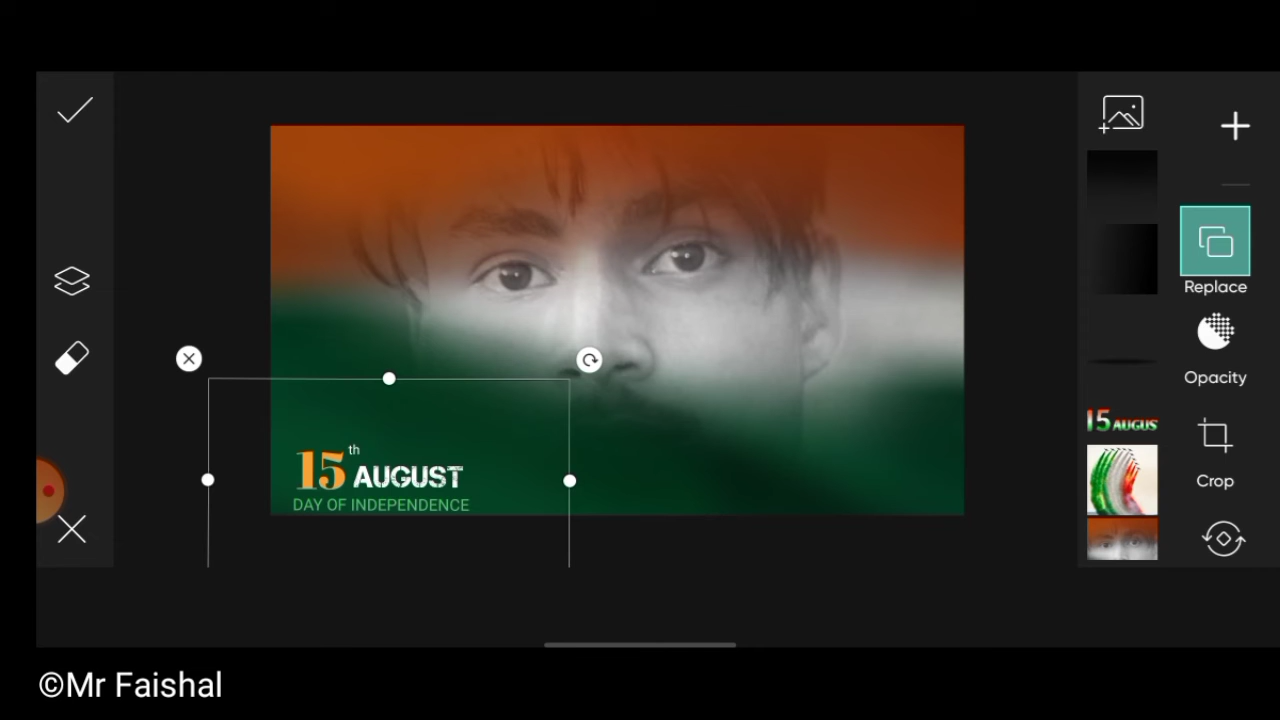 Replace
Opacity
15 AUGUS
15th AUGUST
DAY OF INDEPENDENCE
Crop
©Mr Faishal